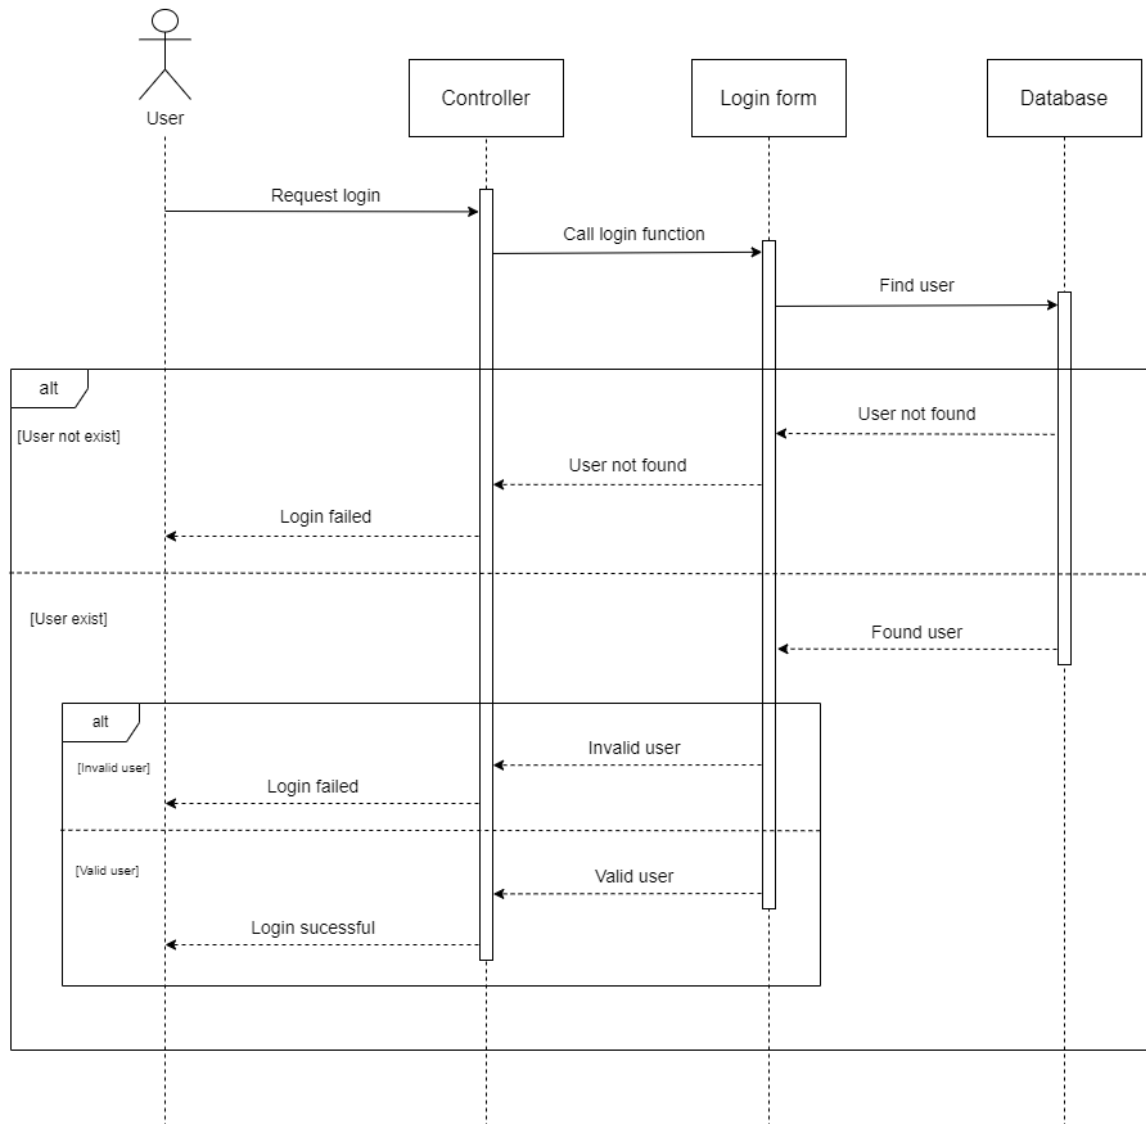 User
Controller
Login form
Database
Request login
Call login function
Find user
alt
[User not exist]
User not found
User not found
Login failed
[User exist]
Found user
alt
[Invalid user]
Invalid user
Login failed
[Valid user]
Valid user
Login sucessful